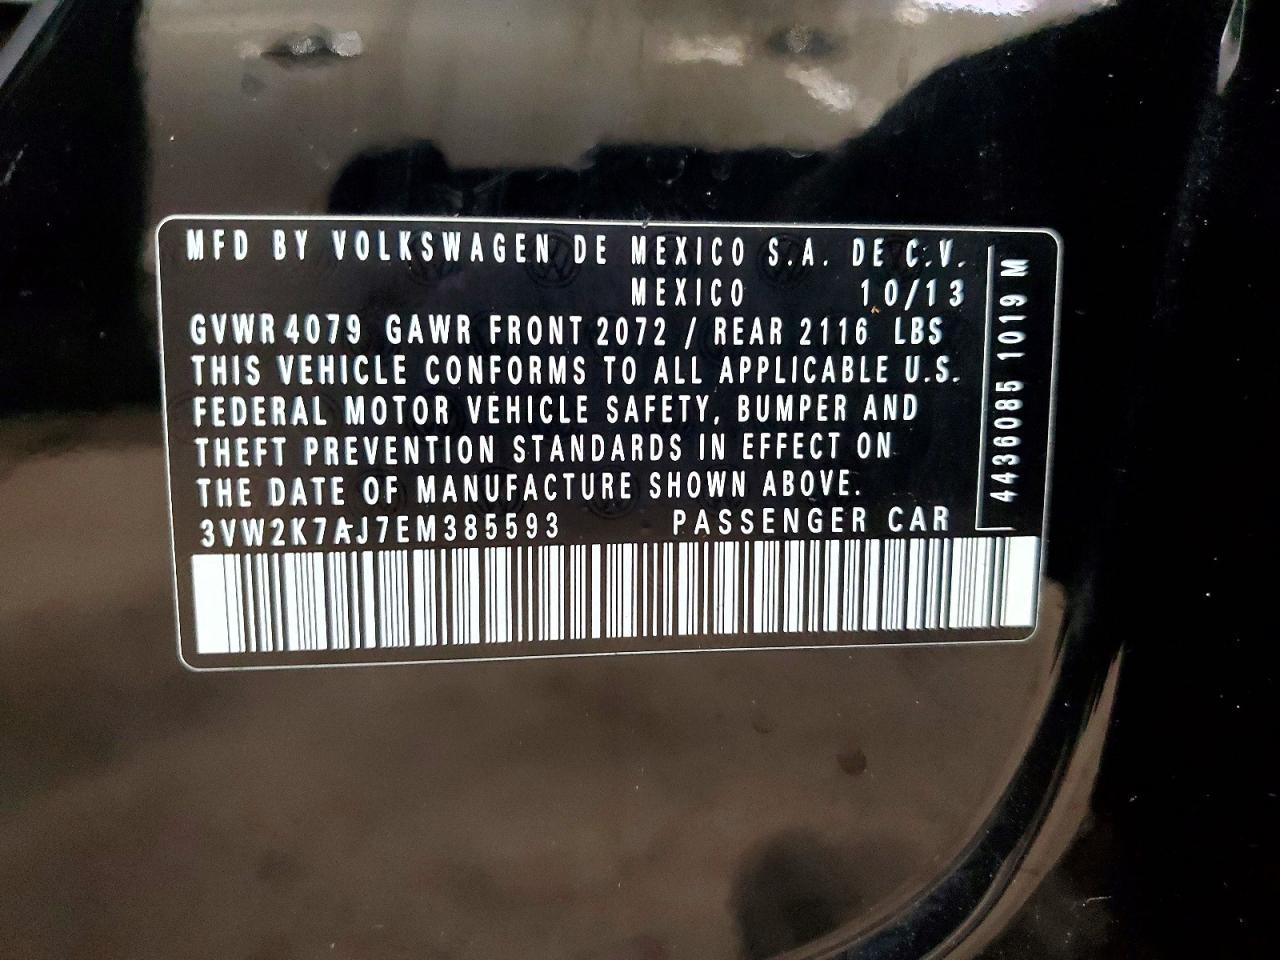 MFD BY VOLKSWAGEN DE MEXICO S.A. DE C.V.
MEXICO 10/13
GVWR 4079 GAWR FRONT 2072 / REAR 2116 LBS
THIS VEHICLE CONFORMS TO ALL APPLICABLE U.S.
FEDERAL MOTOR VEHICLE SAFETY, BUMPER AND
THEFT PREVENTION STANDARDS IN EFFECT ON
THE DATE OF MANUFACTURE SHOWN ABOVE.
3VW2K7AJ7EM385593 PASSENGER CAR
4436085 1019 M